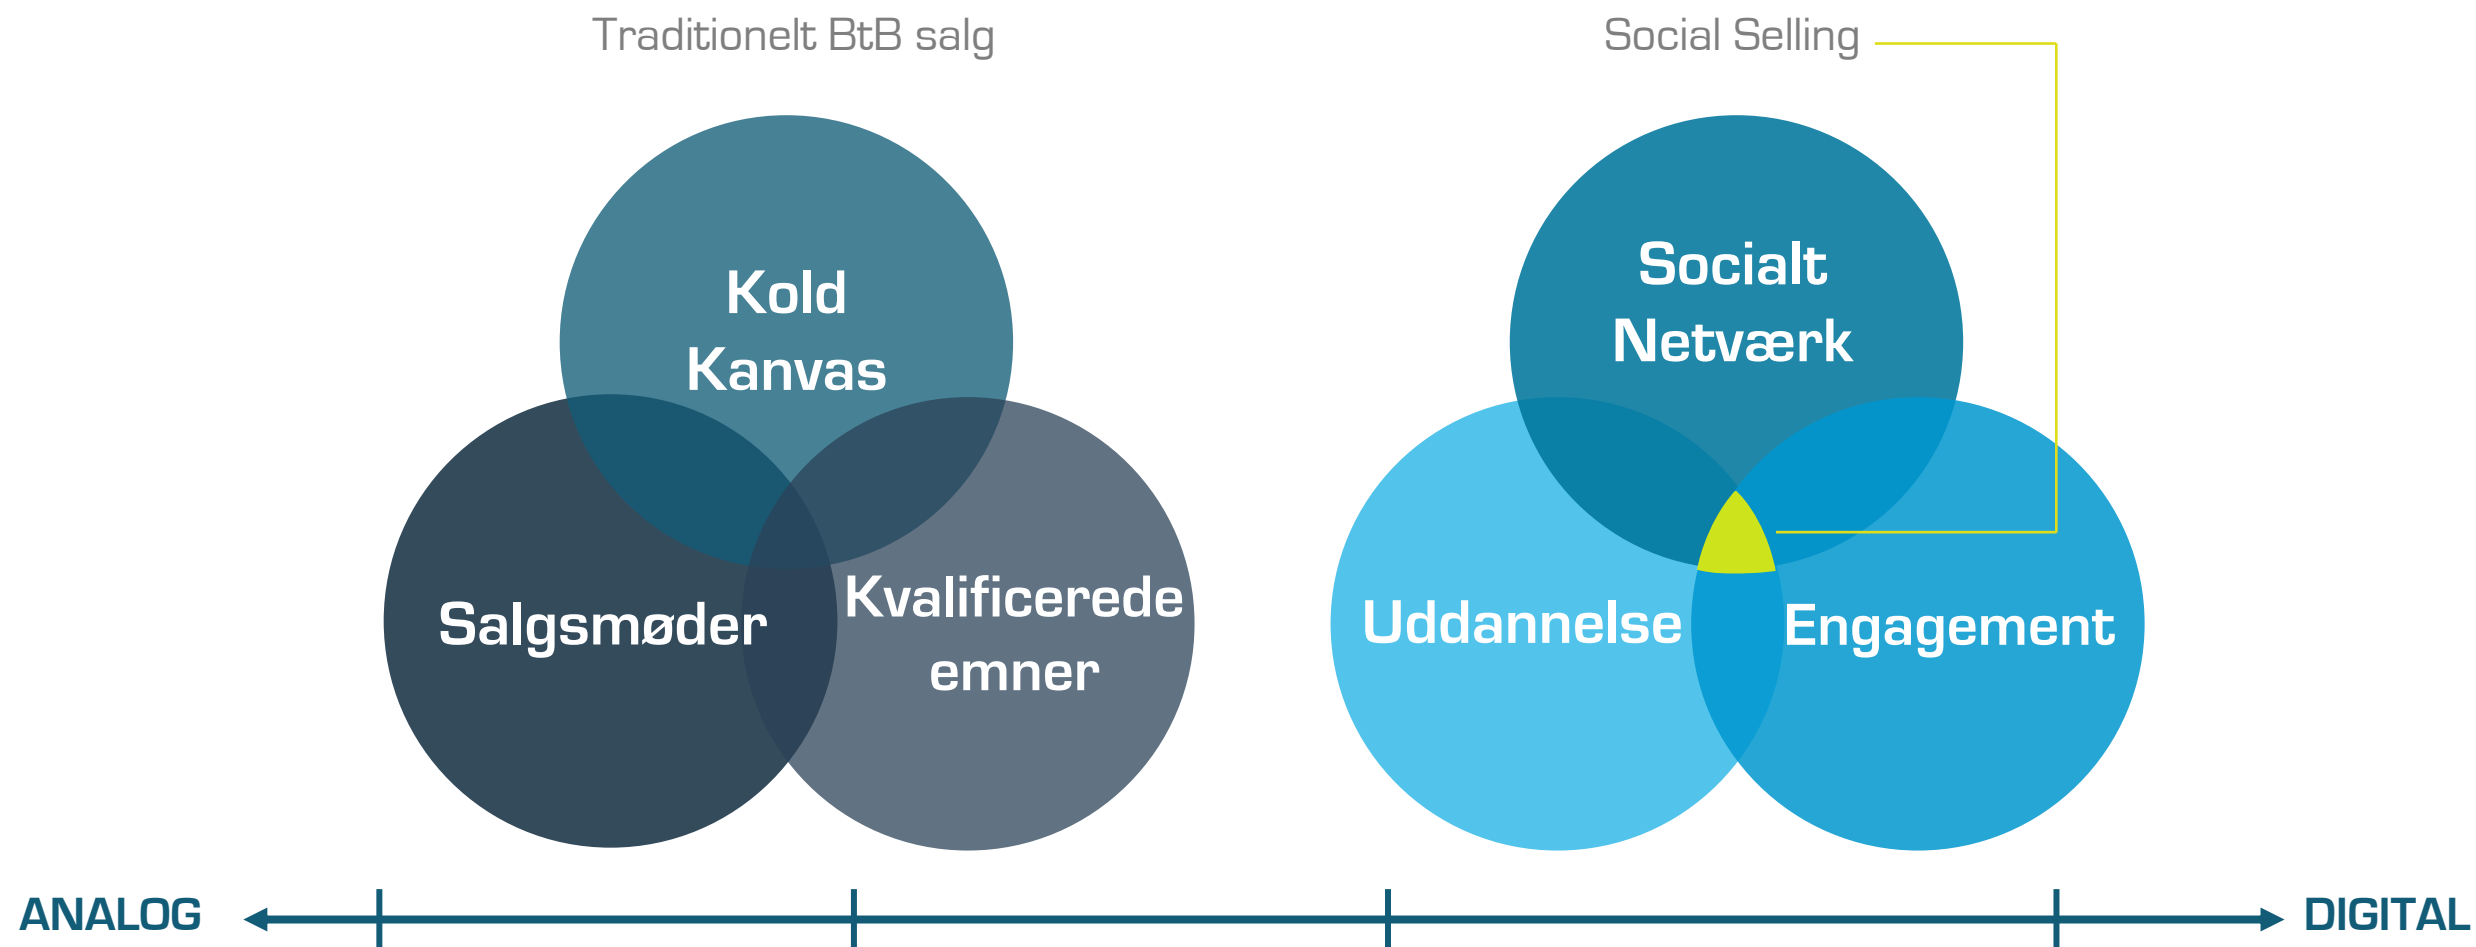 Traditionelt BtB salg
Social Selling
Kold
Kanvas
Salgsmøder
Kvalificerede
emner
Socialt
Netværk
Uddannelse
Engagement
ANALOG
DIGITAL